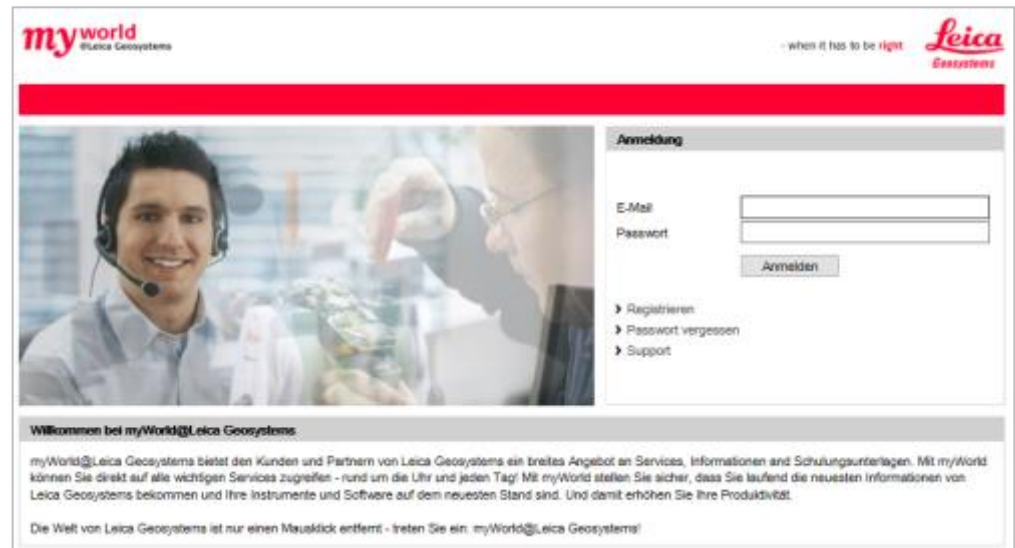 myworld
@Leica Geosystems
- when it has to be right
Leica
Geosystems
Anmeldung
E-Mail
Passwort
Anmelden
Registrieren
Passwort vergessen
Support
Willkommen bei myWorld@Leica Geosystems
myWorld@Leica Geosystems bietet den Kunden und Partnern von Leica Geosystems ein breites Angebot an Services, Informationen and Schulungsunterlagen. Mit myWorld
können Sie direkt auf alle wichtigen Services zugreifen - rund um die Uhr und jeden Tag! Mit myWorld stellen Sie sicher, dass Sie laufend die neuesten Informationen von
Leica Geosystems bekommen und Ihre Instrumente und Software auf dem neuesten Stand sind. Und damit erhöhen Sie Ihre Produktivität.
Die Welt von Leica Geosystems ist nur einen Mausklick entfernt - treten Sie ein: myWorld@Leica Geosystems!